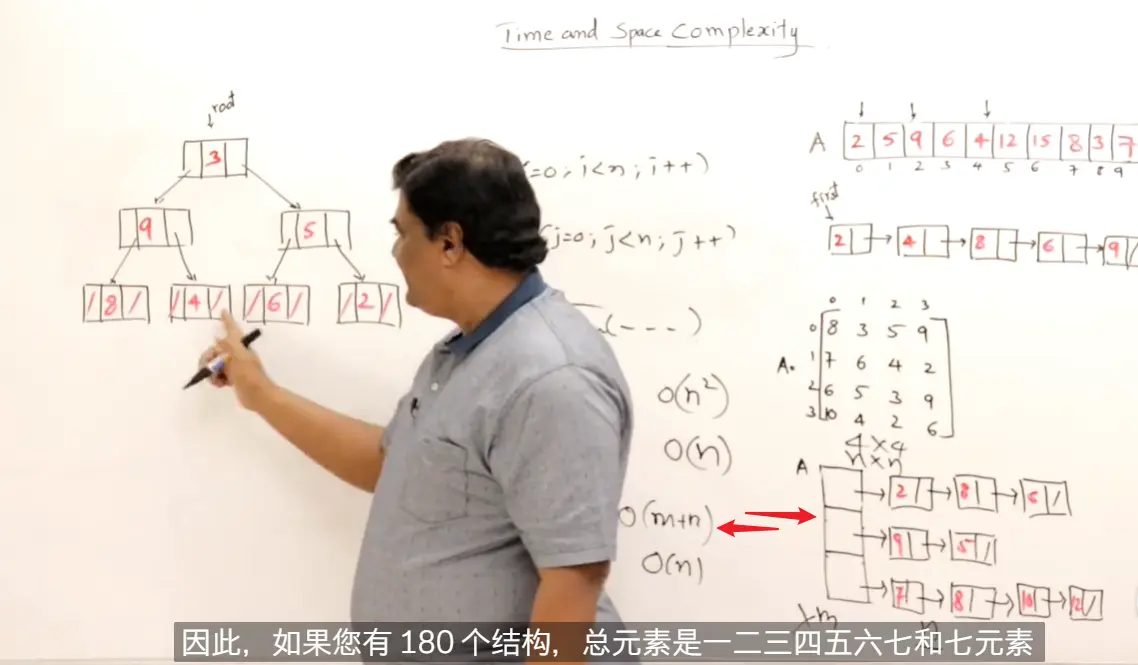 Time and Space Complexity
root
3
9 5
8 4 6 2
=0; i<n; i++)
j=0; j<n; j++)
(---)
O(n²)
O(n)
O(m+n)
O(n)
A 2 5 9 6 4 12 15 8 3 7
0 1 2 3 4 5 6 7 8 9
first
2 4 8 6 9
0 1 2 3
0 8 3 5 9
A. 1 7 6 4 2
2 6 5 3 9
3 10 4 2 6
4×4
n×n
A
2 8 6
9 5
7 8 10 12
m n
因此，如果您有 180 个结构，总元素是一二三四五六七和七元素